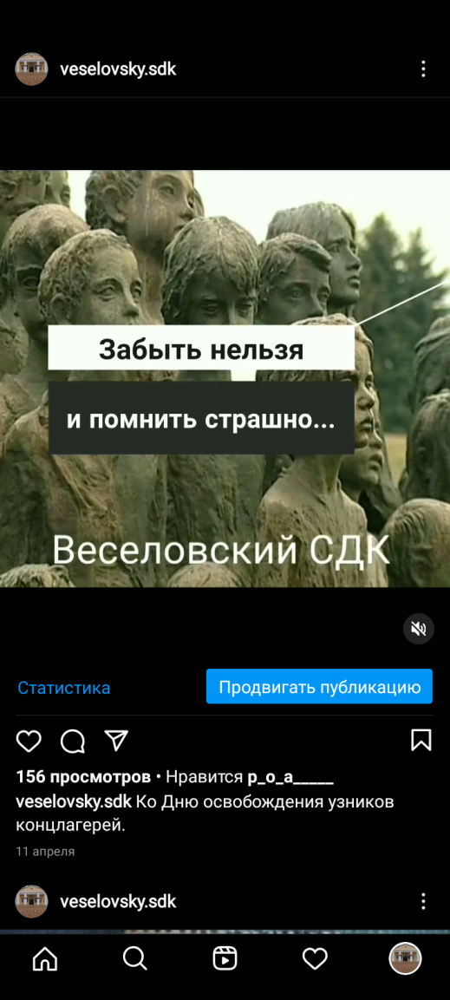 veselovsky.sdk
Забыть нельзя
и помнить страшно...
Веселовский СДК
Статистика
Продвигать публикацию
156 просмотров • Нравится p_o_a_____
veselovsky.sdk Ко Дню освобождения узников
концлагерей.
11 апреля
veselovsky.sdk